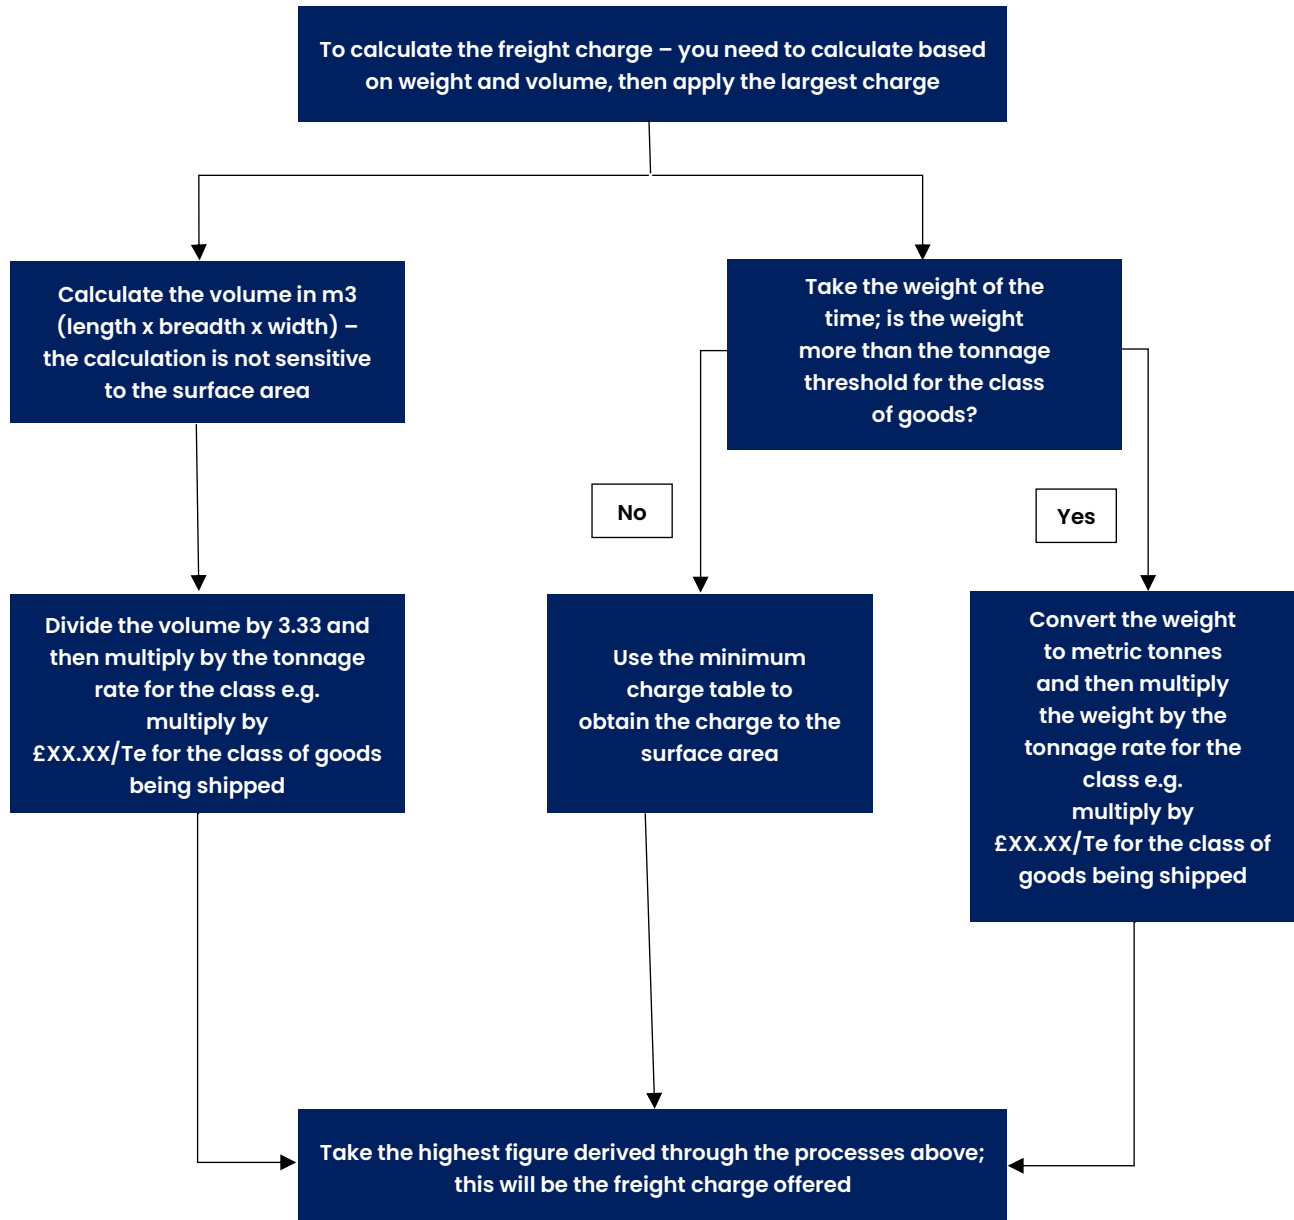 To calculate the freight charge – you need to calculate based
on weight and volume, then apply the largest charge
Calculate the volume in m3
(length x breadth x width) –
the calculation is not sensitive
to the surface area
Take the weight of the
time; is the weight
more than the tonnage
threshold for the class
of goods?
No
Yes
Divide the volume by 3.33 and
then multiply by the tonnage
rate for the class e.g.
multiply by
£XX.XX/Te for the class of goods
being shipped
Use the minimum
charge table to
obtain the charge to the
surface area
Convert the weight
to metric tonnes
and then multiply
the weight by the
tonnage rate for the
class e.g.
multiply by
£XX.XX/Te for the class of
goods being shipped
Take the highest figure derived through the processes above;
this will be the freight charge offered